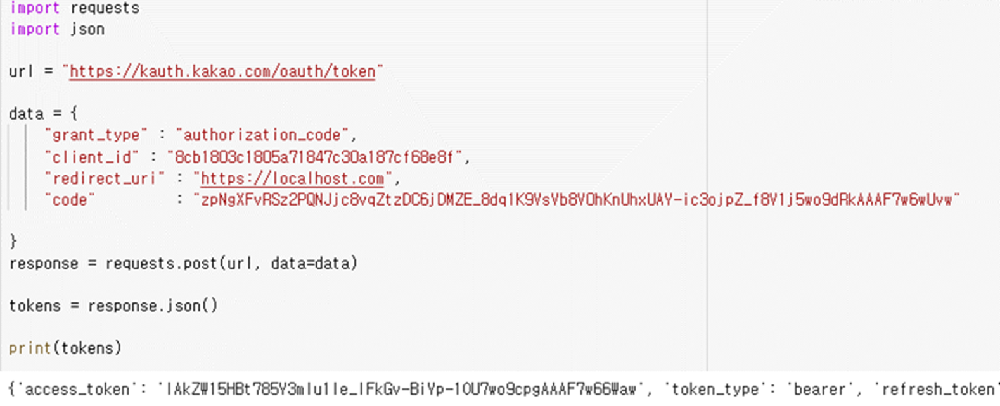 import requests
import json
url = "https://kauth.kakao.com/oauth/token"
data = {
"grant_type" : "authorization_code",
"client_id" : "8cb1803c1805a71847c30a187cf68e8f",
"redirect_uri" : "https://localhost.com",
"code" : "zpNgXFvRSz2PQNJjc8vqZtzDC6jDMZE_8dq1K9VsVb8VOhKnUhxUAY-ic3ojpZ_f8V1j5wo9dRkAAAF7w6wUvw"
}
response = requests.post(url, data=data)
tokens = response.json()
print(tokens)
{'access_token': 'lAkZW15HBt785Y3mlu1le_lFkGv-BiYp-1OU7wo9cpgAAAF7w66Waw', 'token_type': 'bearer', 'refresh_token'